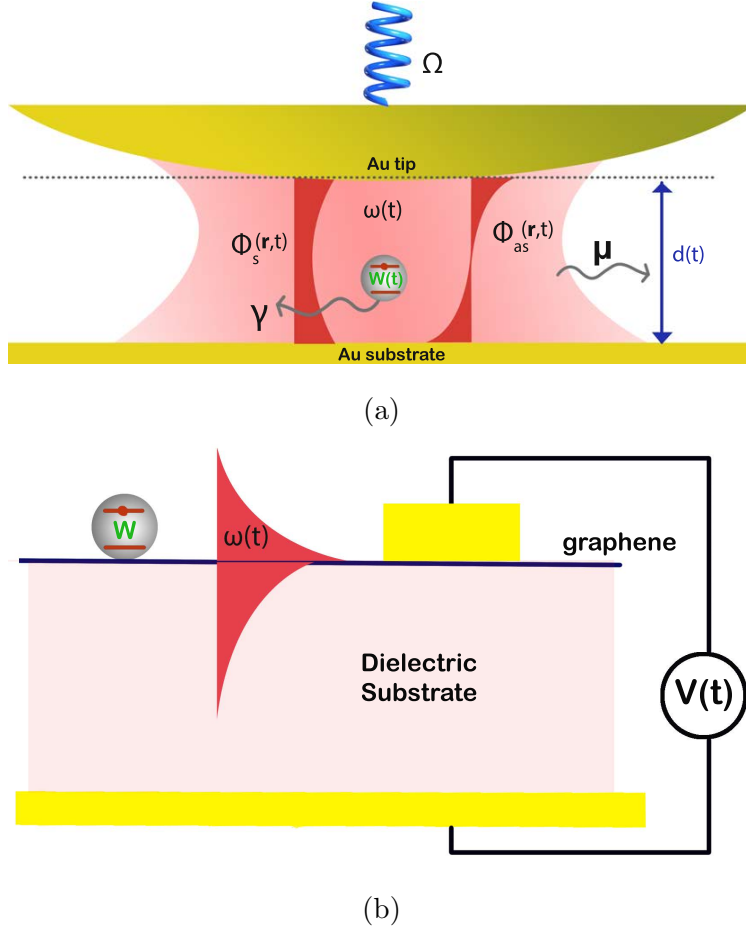 Ω
Au tip
ω(t)
Φs(r,t)
Φas(r,t)
μ
d(t)
W(t)
γ
Au substrate
(a)
W
ω(t)
graphene
Dielectric
Substrate
V(t)
(b)